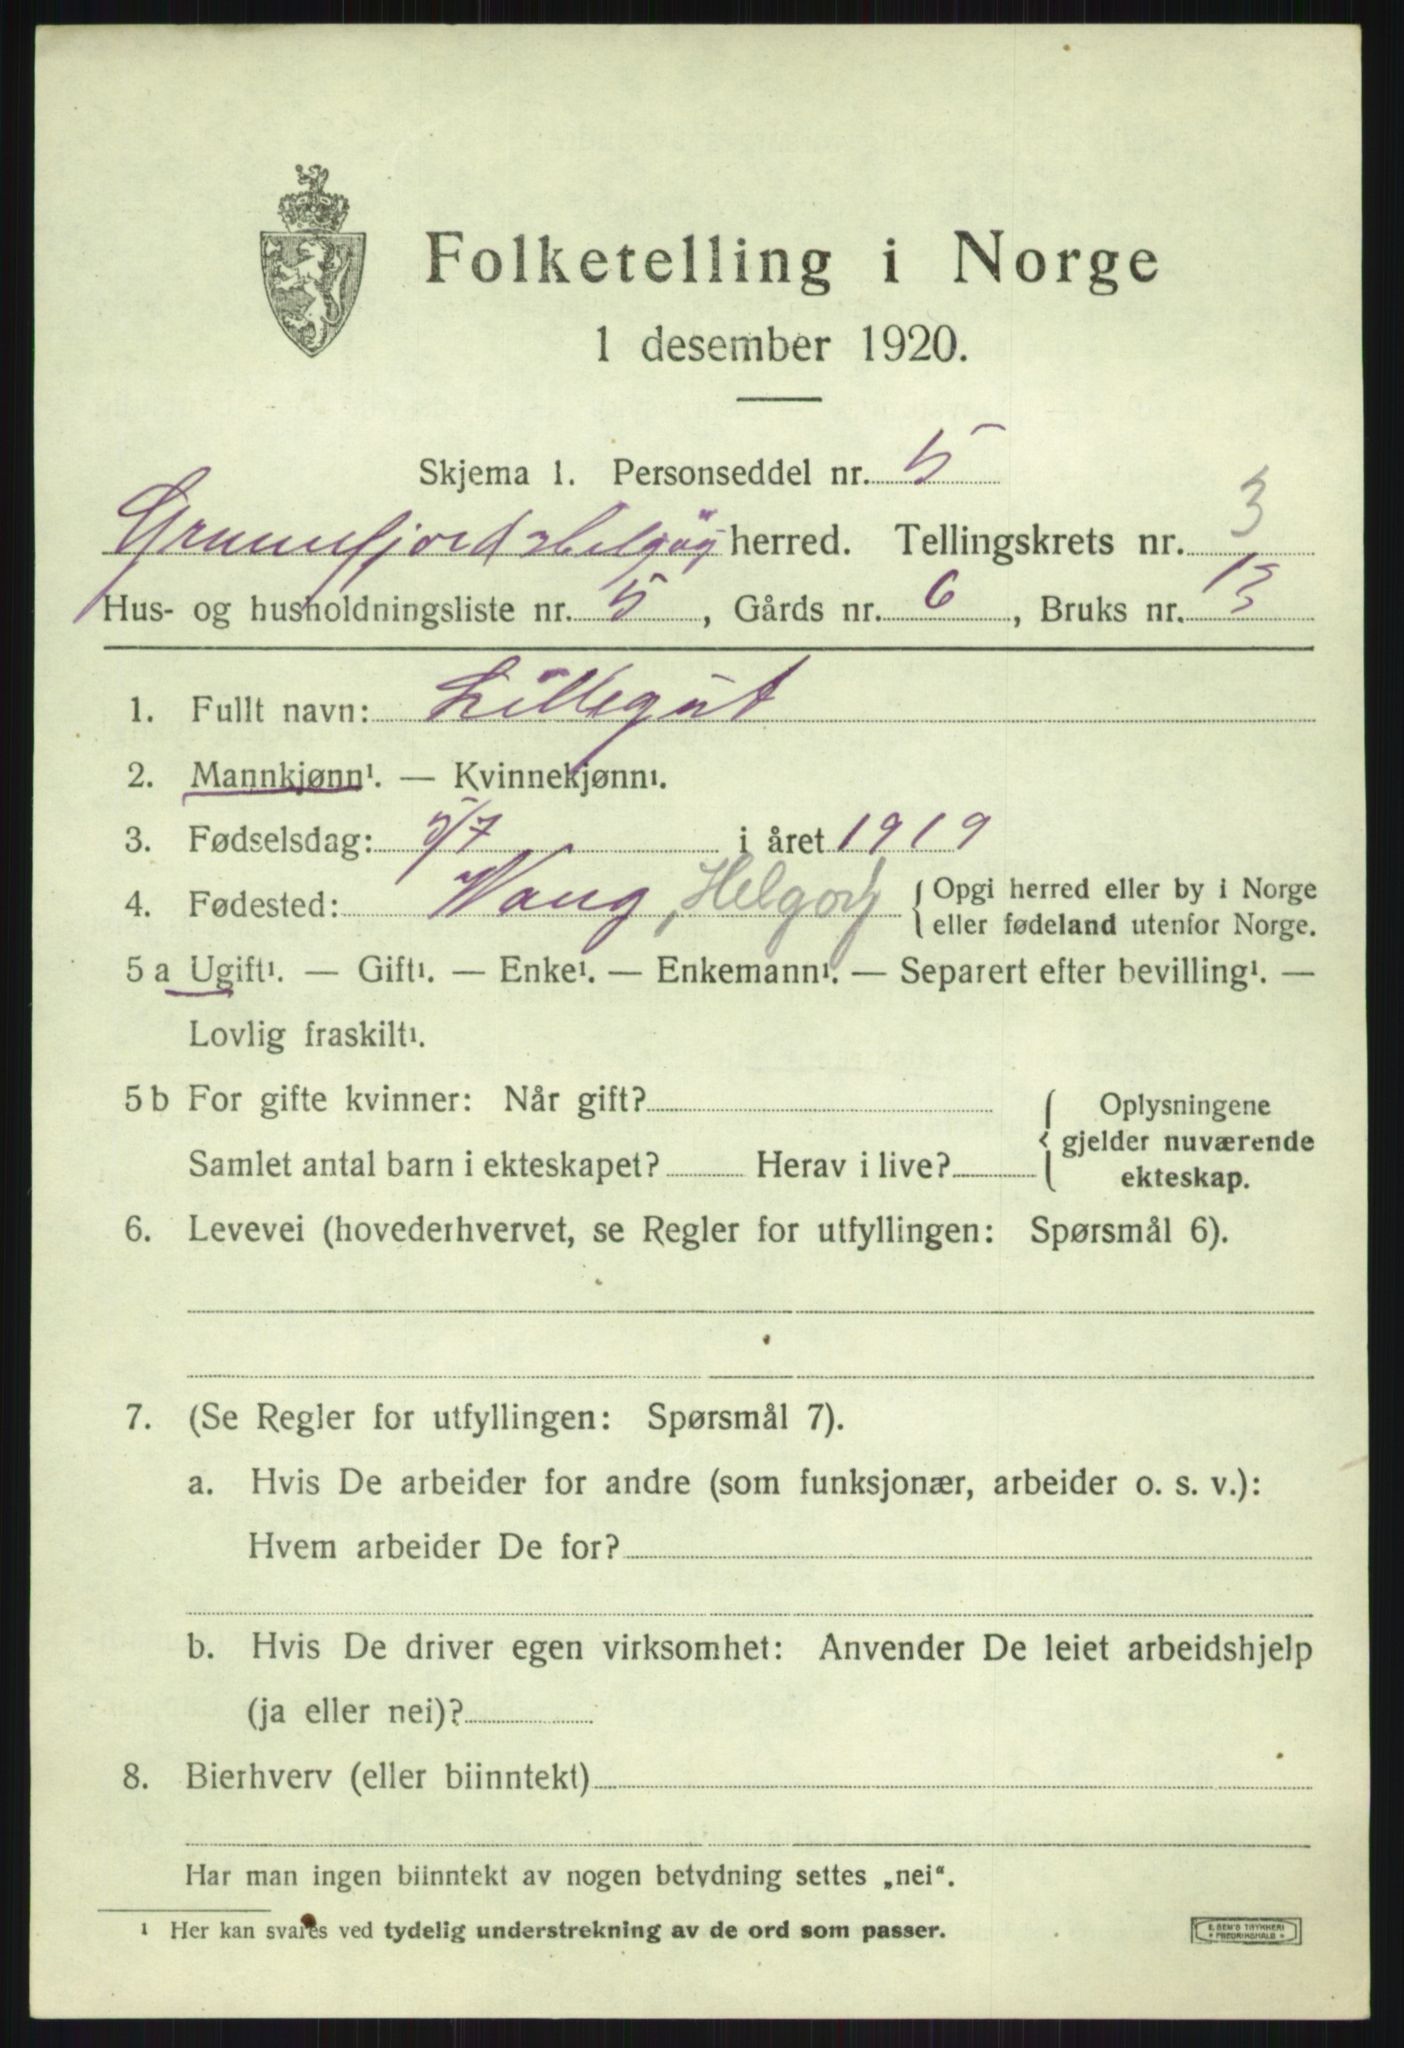 Folketelling i Norge
1 desember 1920.
Skjema 1. Personseddel nr. 5
Grunnfjord Helgøy herred. Tellingskrets nr. 3
Hus- og husholdningsliste nr. 5, Gårds nr. 6, Bruks nr. 13
1. Fullt navn: Lillegut
2. Mannkjønn¹. — Kvinnekjønn¹.
3. Fødselsdag: 5/7 i året 1919
4. Fødested: Vang, Helgøy { Opgi herred eller by i Norge
eller fødeland utenfor Norge.
5 a Ugift¹. — Gift¹. — Enke¹. — Enkemann¹. — Separert efter bevilling¹. —
Lovlig fraskilt¹.
5 b For gifte kvinner: Når gift?
Samlet antal barn i ekteskapet? Herav i live?
{ Oplysningene
gjelder nuværende
ekteskap.
6. Levevei (hovederhvervet, se Regler for utfyllingen: Spørsmål 6).
7. (Se Regler for utfyllingen: Spørsmål 7).
a. Hvis De arbeider for andre (som funksjonær, arbeider o. s. v.):
Hvem arbeider De for?
b. Hvis De driver egen virksomhet: Anvender De leiet arbeidshjelp
(ja eller nei)?
8. Bierhverv (eller biinntekt)
Har man ingen biinntekt av nogen betydning settes „nei“.
¹ Her kan svares ved tydelig understrekning av de ord som passer.
E. SEM'S TRYKKERI
FREDRIKSHALD